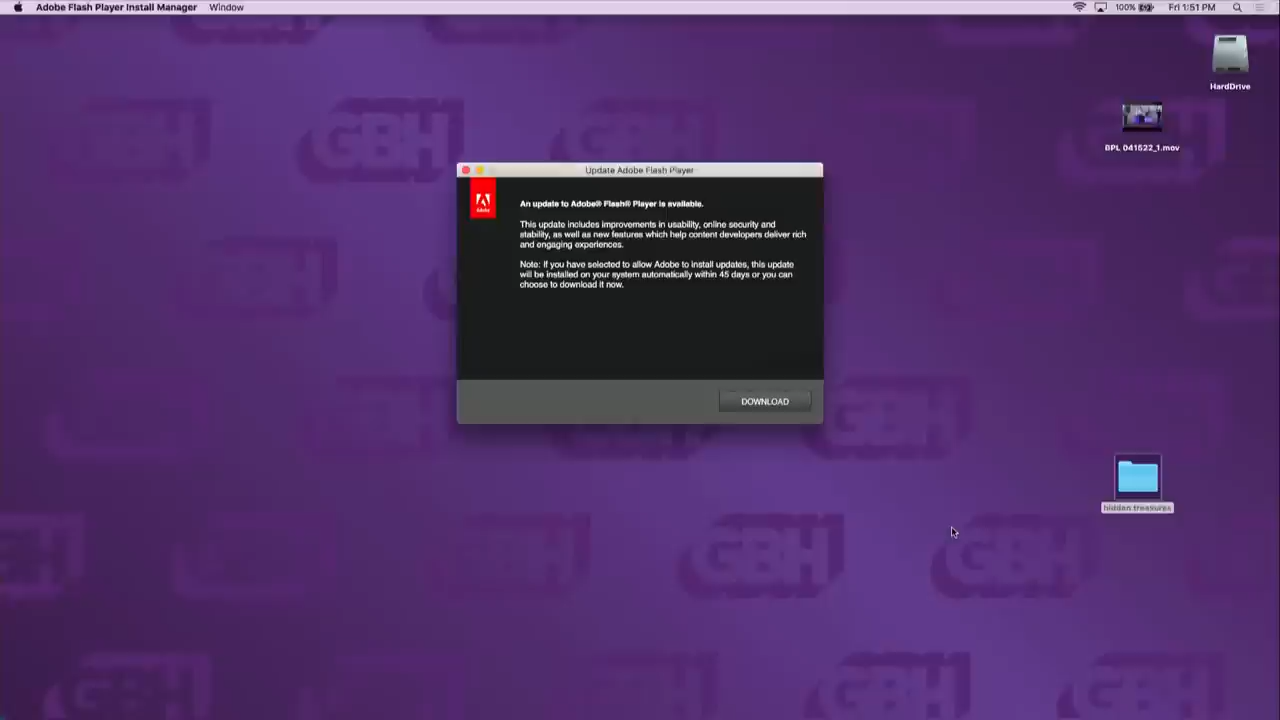 Adobe Flash Player Install Manager Window 100% Fri 1:51 PM
HardDrive
BPL 041522_1.mov
GBH
Update Adobe Flash Player
Adobe
An update to Adobe® Flash® Player is available.
This update includes improvements in usability, online security and
stability, as well as new features which help content developers deliver rich
and engaging experiences.
Note: If you have selected to allow Adobe to install updates, this update
will be installed on your system automatically within 45 days or you can
choose to download it now.
DOWNLOAD
GBH
hidden treasures
GBH
GBH
GBH